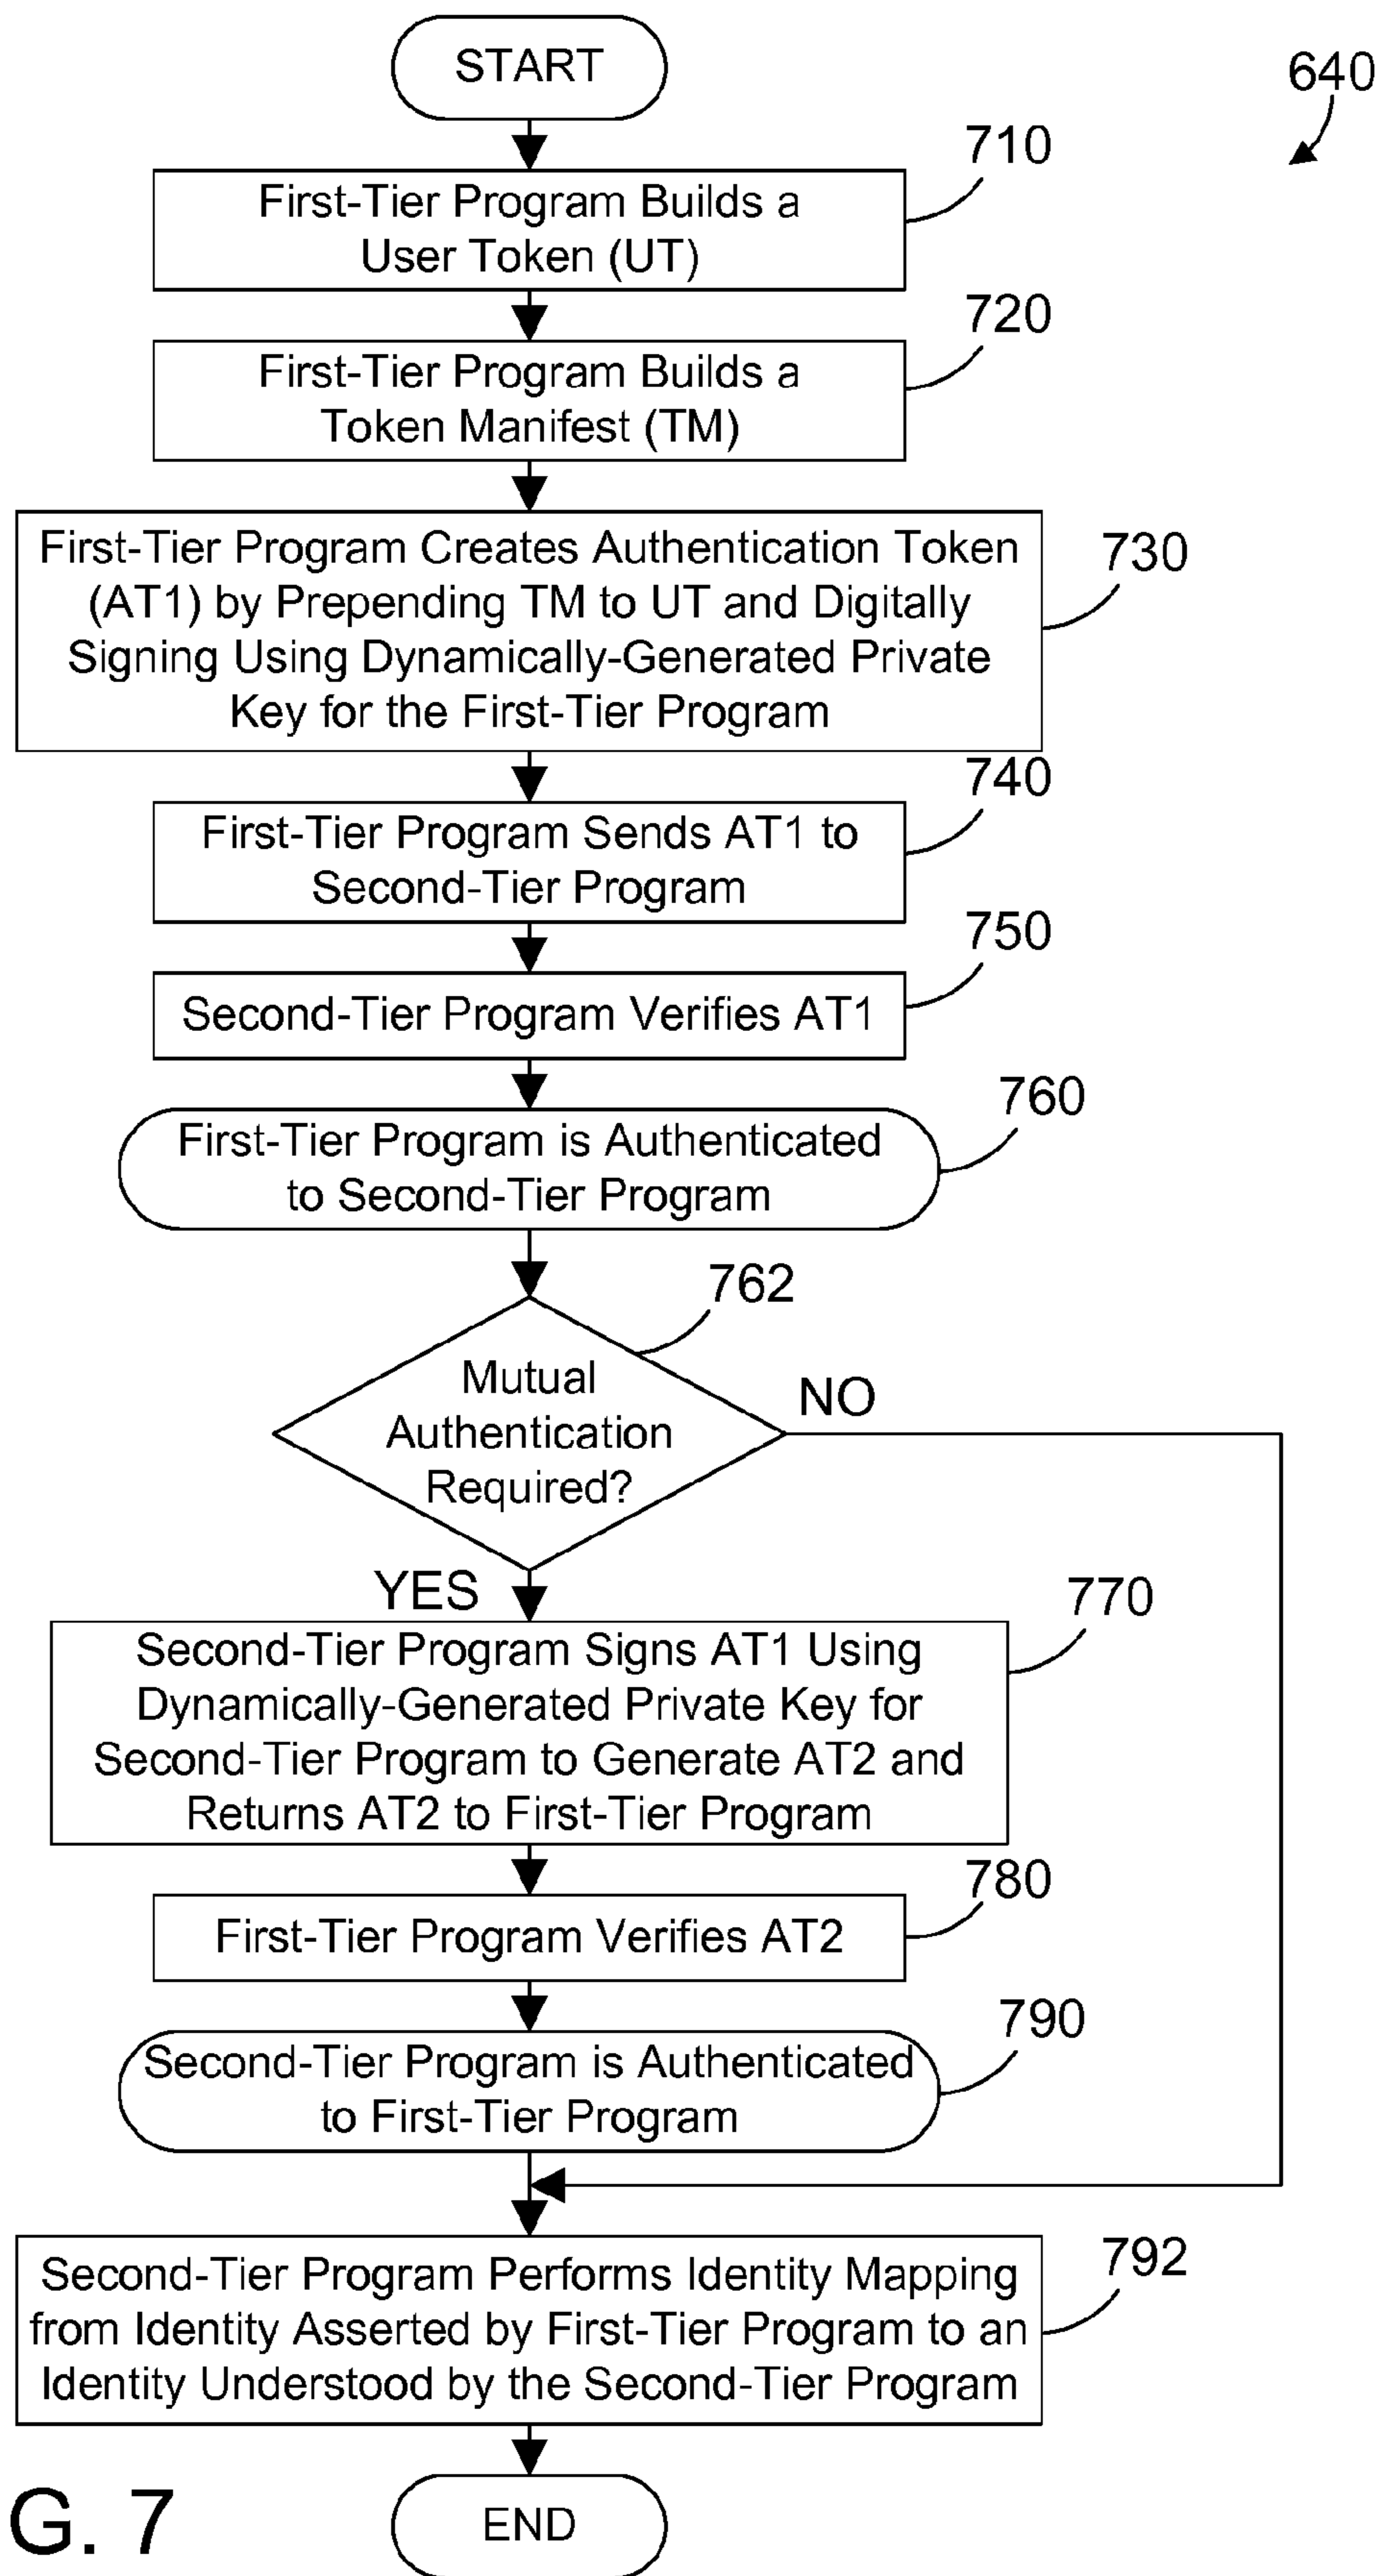 START
640
710
First-Tier Program Builds a
User Token (UT)
720
First-Tier Program Builds a
Token Manifest (TM)
730
First-Tier Program Creates Authentication Token
(AT1) by Prepending TM to UT and Digitally
Signing Using Dynamically-Generated Private
Key for the First-Tier Program
740
First-Tier Program Sends AT1 to
Second-Tier Program
750
Second-Tier Program Verifies AT1
760
First-Tier Program is Authenticated
to Second-Tier Program
762
Mutual
Authentication
Required?
NO
YES
770
Second-Tier Program Signs AT1 Using
Dynamically-Generated Private Key for
Second-Tier Program to Generate AT2 and
Returns AT2 to First-Tier Program
780
First-Tier Program Verifies AT2
790
Second-Tier Program is Authenticated
to First-Tier Program
792
Second-Tier Program Performs Identity Mapping
from Identity Asserted by First-Tier Program to an
Identity Understood by the Second-Tier Program
END
G. 7